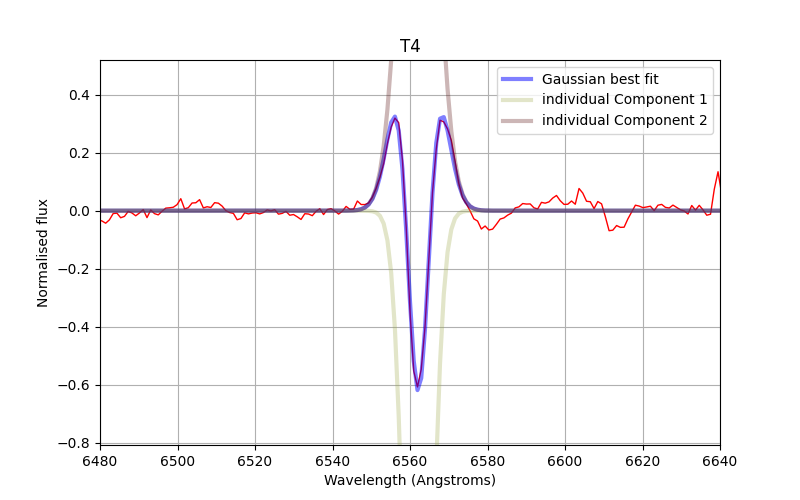 T4
Gaussian best fit
individual Component 1
individual Component 2
Normalised flux
0.4
0.2
0.0
−0.2
−0.4
−0.6
−0.8
6480 6500 6520 6540 6560 6580 6600 6620 6640
Wavelength (Angstroms)